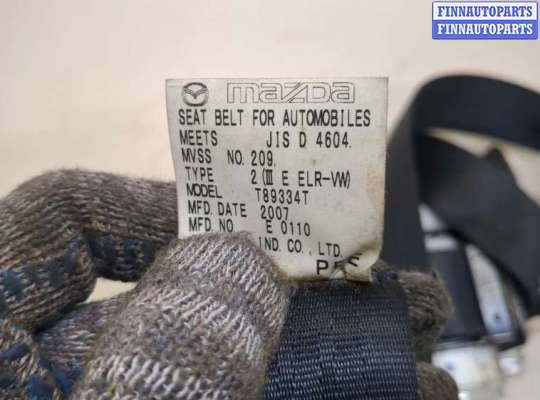 FINNAUTOPARTS
FINNAUTOPARTS
FINNAUTOPARTS
mazda
SEAT BELT FOR AUTOMOBILES
MEETS JIS D 4604.
MVSS NO. 209.
TYPE 2 (III E ELR-VW)
MODEL T89334T
MFD. DATE 2007
MFD. NO. E 0110
IND. CO., LTD.